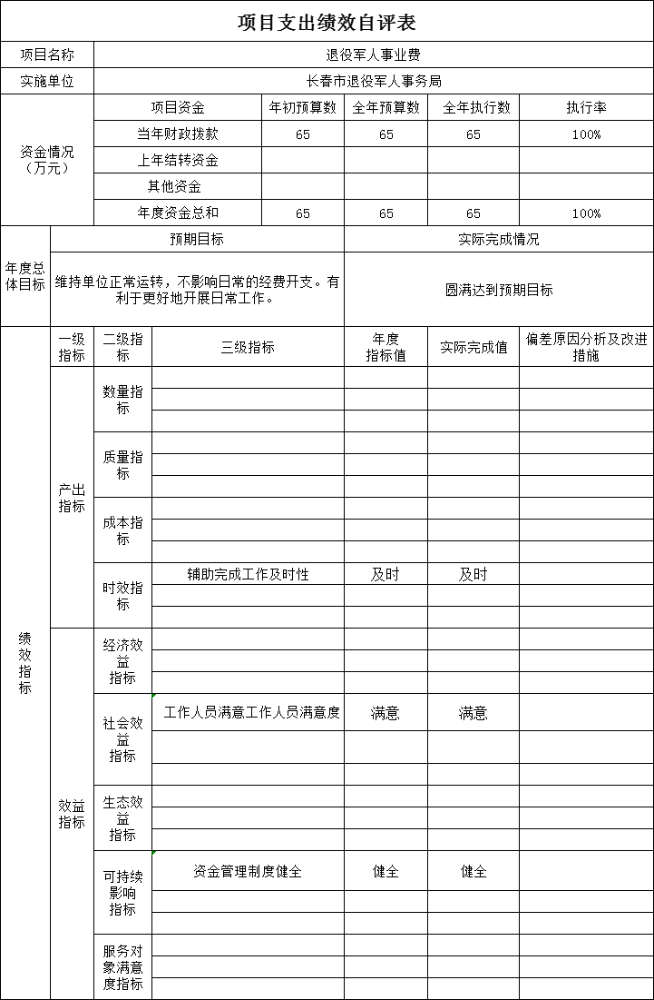 项目支出绩效自评表
项目名称 退役军人事业费
实施单位 长春市退役军人事务局
资金情况
（万元）
项目资金 年初预算数 全年预算数 全年执行数 执行率
当年财政拨款 65 65 65 100%
上年结转资金
其他资金
年度资金总和 65 65 65 100%
年度总
体目标
预期目标 实际完成情况
维持单位正常运转，不影响日常的经费开支。有
利于更好地开展日常工作。
圆满达到预期目标
绩
效
指
标
一级
指标
二级指
标
三级指标
年度
指标值
实际完成值
偏差原因分析及改进
措施
产出
指标
数量指
标
质量指
标
成本指
标
时效指
标
辅助完成工作及时性 及时 及时
效益
指标
经济效
益
指标
社会效
益
指标
工作人员满意工作人员满意度 满意 满意
生态效
益
指标
可持续
影响
指标
资金管理制度健全 健全 健全
服务对
象满意
度指标